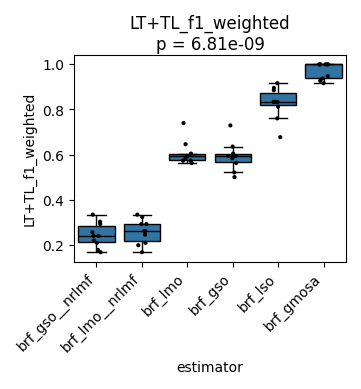 LT+TL_f1_weighted
p = 6.81e-09
LT+TL_f1_weighted
1.0
0.8
0.6
0.4
0.2
brf_gso__nrlmf
brf_lmo__nrlmf
brf_lmo
brf_gso
brf_lso
brf_gmosa
estimator